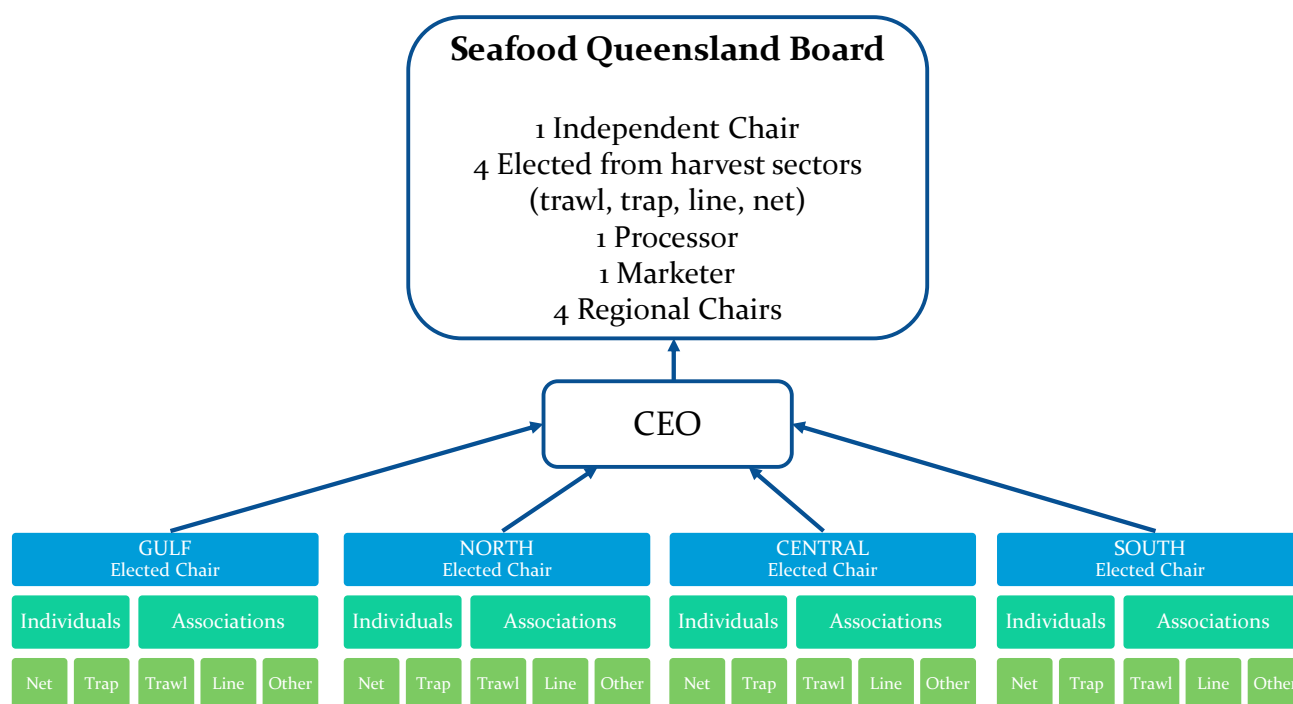 Seafood Queensland Board
1 Independent Chair
4 Elected from harvest sectors
(trawl, trap, line, net)
1 Processor
1 Marketer
4 Regional Chairs
CEO
GULF
Elected Chair
NORTH
Elected Chair
CENTRAL
Elected Chair
SOUTH
Elected Chair
Individuals
Associations
Individuals
Associations
Individuals
Associations
Individuals
Associations
Net
Trap
Trawl
Line
Other
Net
Trap
Trawl
Line
Other
Net
Trap
Trawl
Line
Other
Net
Trap
Trawl
Line
Other